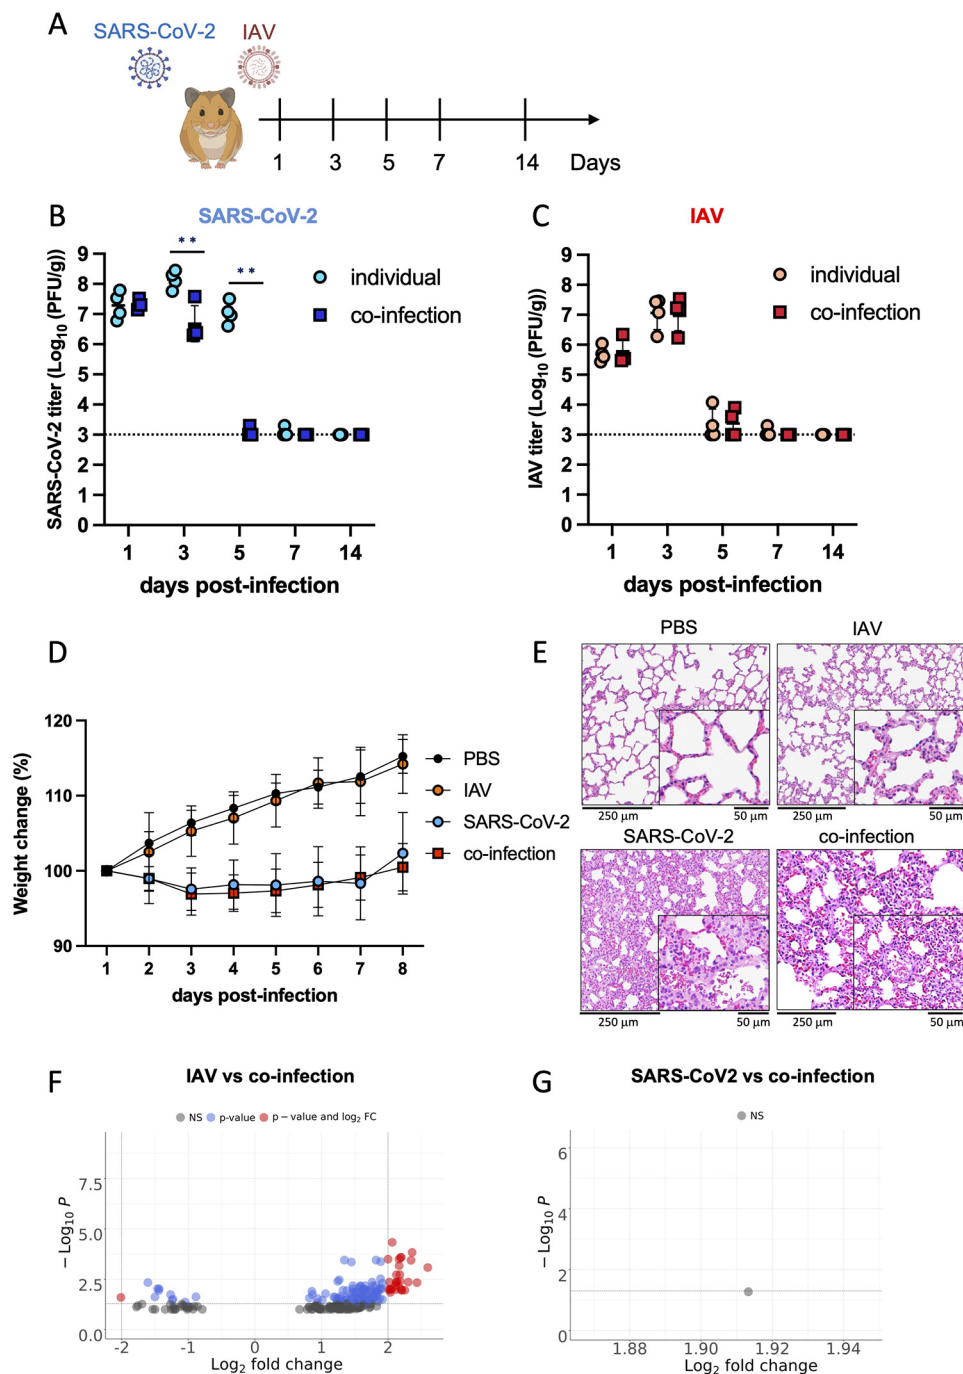 A
SARS-CoV-2 IAV
1 3 5 7 14 Days
B SARS-CoV-2
SARS-CoV-2 titer (Log10 (PFU/g))
9
8
7
6
5
4
3
2
1
0
** **
individual
co-infection
1 3 5 7 14
days post-infection
C IAV
IAV titer (Log10 (PFU/g))
9
8
7
6
5
4
3
2
1
0
individual
co-infection
1 3 5 7 14
days post-infection
D
Weight change (%)
120
110
100
90
PBS
IAV
SARS-CoV-2
co-infection
1 2 3 4 5 6 7 8
days post-infection
E
PBS IAV
250 µm 50 µm 250 µm 50 µm
SARS-CoV-2 co-infection
250 µm 50 µm 250 µm 50 µm
F IAV vs co-infection
NS p-value p − value and log2 FC
− Log10 P
7.5
5.0
2.5
0.0
-2 -1 0 1 2
Log2 fold change
G SARS-CoV2 vs co-infection
NS
− Log10 P
6
4
2
0
1.88 1.90 1.92 1.94
Log2 fold change